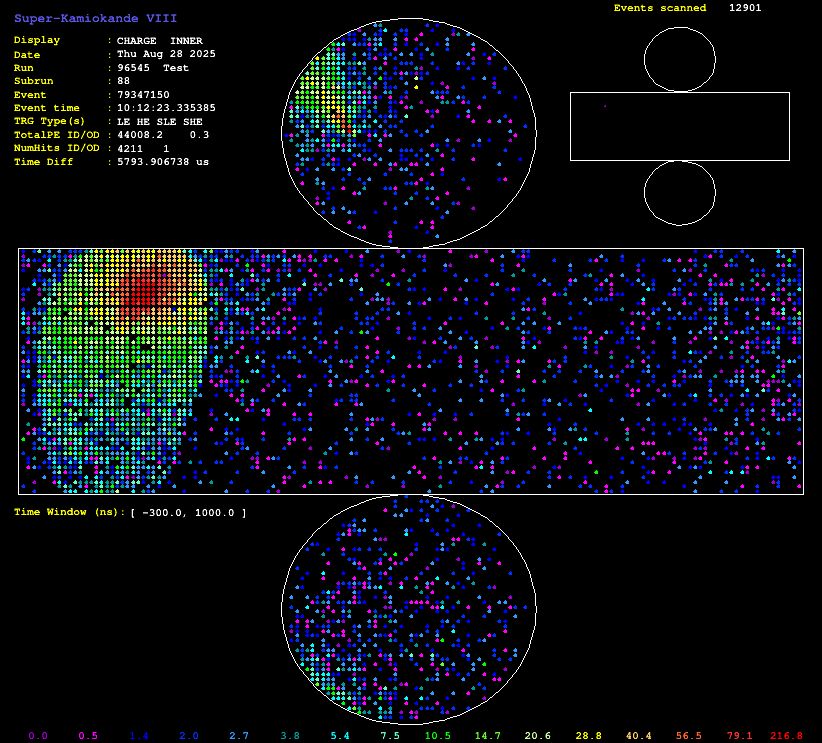 Super-Kamiokande VIII
Events scanned 12901
Display : CHARGE INNER
Date : Thu Aug 28 2025
Run : 96545 Test
Subrun : 88
Event : 79347150
Event time : 10:12:23.335385
TRG Type(s) : LE HE SLE SHE
TotalPE ID/OD : 44008.2 0.3
NumHits ID/OD : 4211 1
Time Diff : 5793.906738 us
Time Window (ns): [ -300.0, 1000.0 ]
0.0 0.5 1.4 2.0 2.7 3.8 5.4 7.5 10.5 14.7 20.6 28.8 40.4 56.5 79.1 216.8